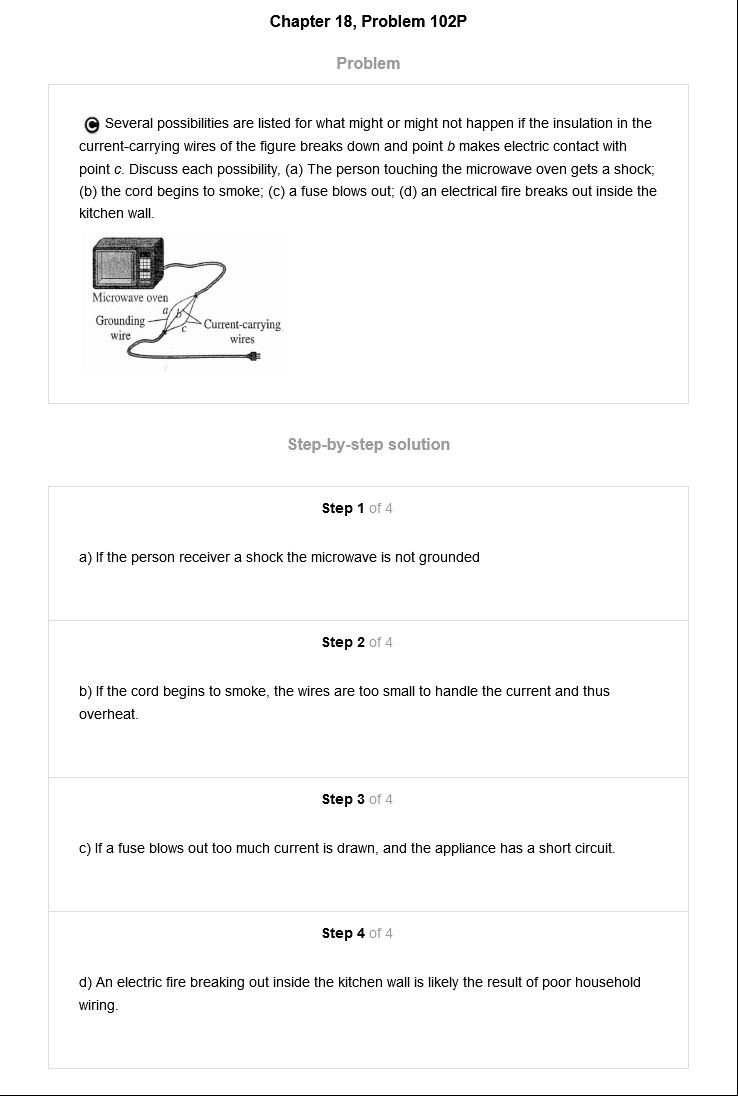 Chapter 18, Problem 102P
Problem
C Several possibilities are listed for what might or might not happen if the insulation in the
current-carrying wires of the figure breaks down and point b makes electric contact with
point c. Discuss each possibility, (a) The person touching the microwave oven gets a shock;
(b) the cord begins to smoke; (c) a fuse blows out; (d) an electrical fire breaks out inside the
kitchen wall.
Microwave oven
a
b
Grounding
wire
c
Current-carrying
wires
Step-by-step solution
Step 1 of 4
a) If the person receiver a shock the microwave is not grounded
Step 2 of 4
b) If the cord begins to smoke, the wires are too small to handle the current and thus
overheat.
Step 3 of 4
c) If a fuse blows out too much current is drawn, and the appliance has a short circuit.
Step 4 of 4
d) An electric fire breaking out inside the kitchen wall is likely the result of poor household
wiring.